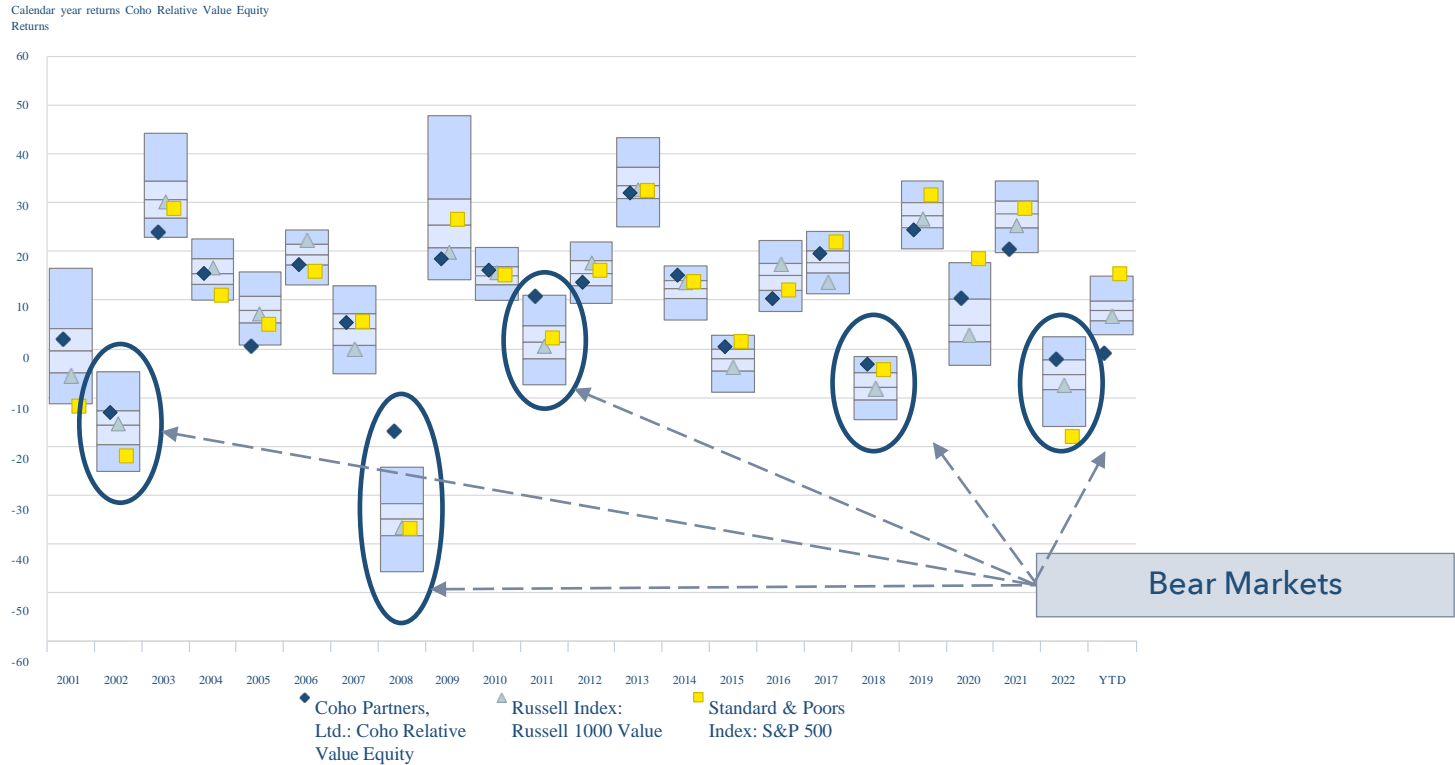 Calendar year returns Coho Relative Value Equity
Returns
60
50
40
30
20
10
0
-10
-20
-30
-40
-50
-60
Bear Markets
2001 2002 2003 2004 2005 2006 2007 2008 2009 2010 2011 2012 2013 2014 2015 2016 2017 2018 2019 2020 2021 2022 YTD
Coho Partners,
Ltd.: Coho Relative
Value Equity
Russell Index:
Russell 1000 Value
Standard & Poors
Index: S&P 500